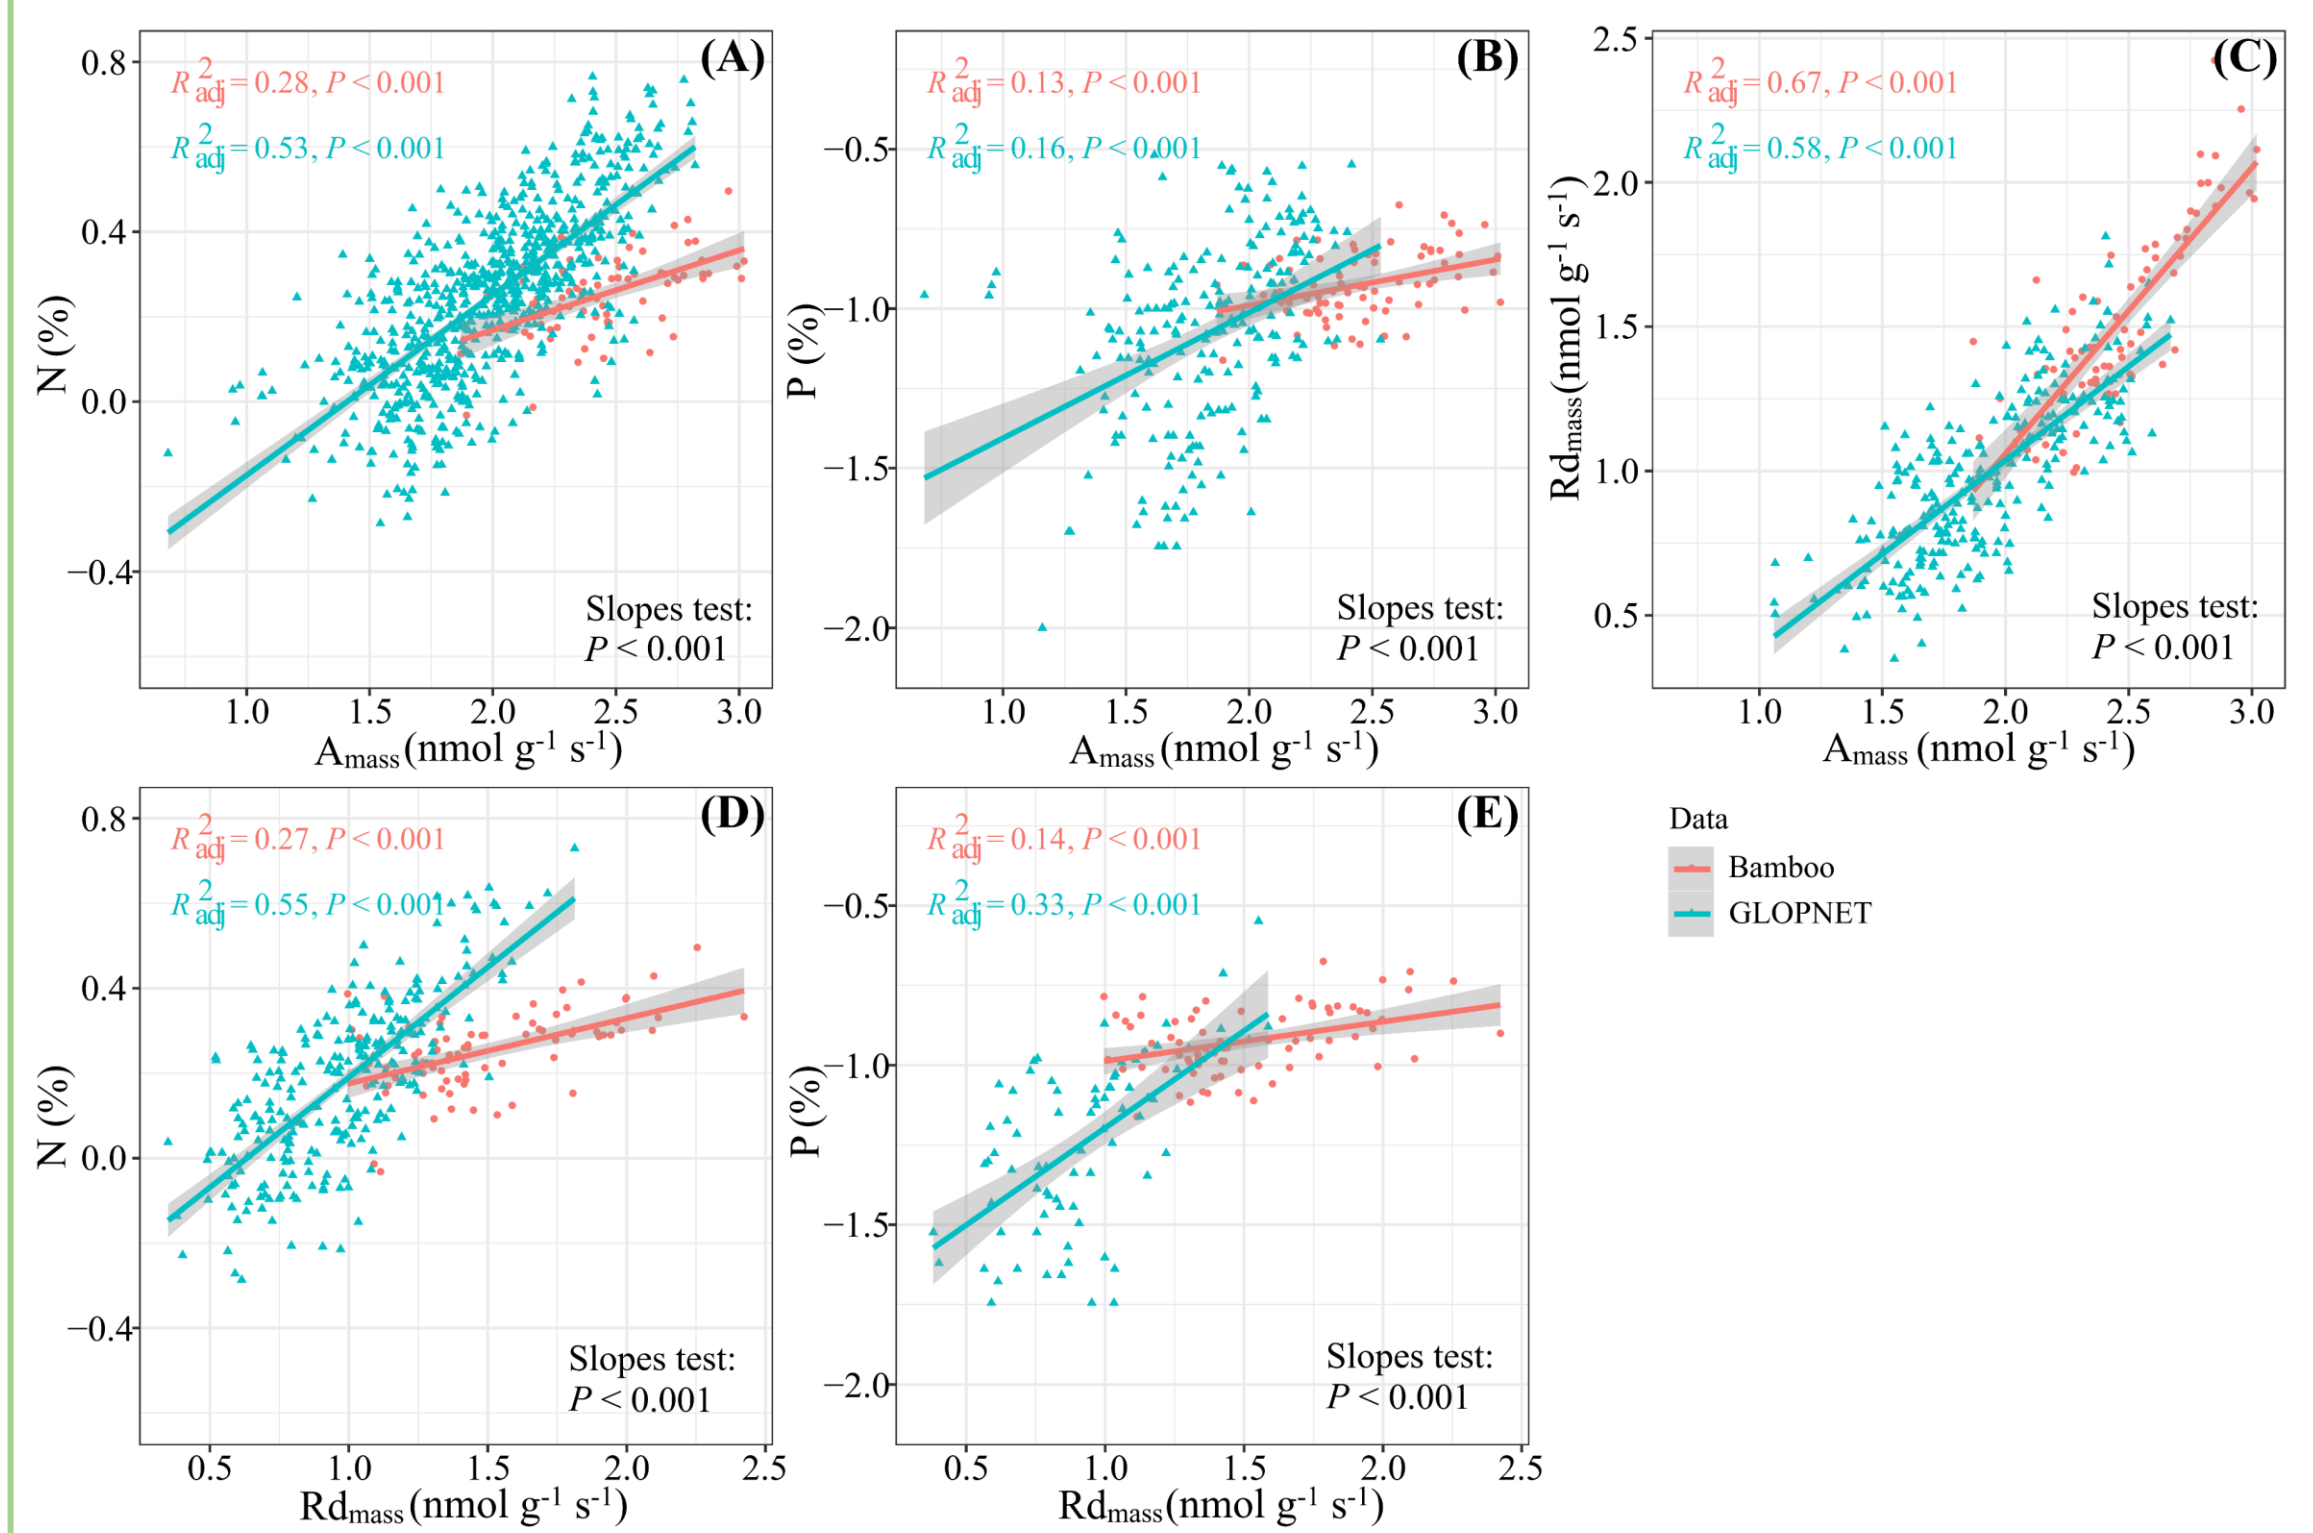 (A)
R²adj = 0.28, P < 0.001
R²adj = 0.53, P < 0.001
N (%)
0.8
0.4
0.0
−0.4
Slopes test:
P < 0.001
1.0 1.5 2.0 2.5 3.0
Amass (nmol g-1 s-1)
(B)
R²adj = 0.13, P < 0.001
R²adj = 0.16, P < 0.001
P (%)
−0.5
−1.0
−1.5
−2.0
Slopes test:
P < 0.001
1.0 1.5 2.0 2.5 3.0
Amass (nmol g-1 s-1)
(C)
R²adj = 0.67, P < 0.001
R²adj = 0.58, P < 0.001
Rdmass (nmol g-1 s-1)
2.5
2.0
1.5
1.0
0.5
Slopes test:
P < 0.001
1.0 1.5 2.0 2.5 3.0
Amass (nmol g-1 s-1)
(D)
R²adj = 0.27, P < 0.001
R²adj = 0.55, P < 0.001
N (%)
0.8
0.4
0.0
−0.4
Slopes test:
P < 0.001
0.5 1.0 1.5 2.0 2.5
Rdmass (nmol g-1 s-1)
(E)
R²adj = 0.14, P < 0.001
R²adj = 0.33, P < 0.001
P (%)
−0.5
−1.0
−1.5
−2.0
Slopes test:
P < 0.001
0.5 1.0 1.5 2.0 2.5
Rdmass (nmol g-1 s-1)
Data
Bamboo
GLOPNET